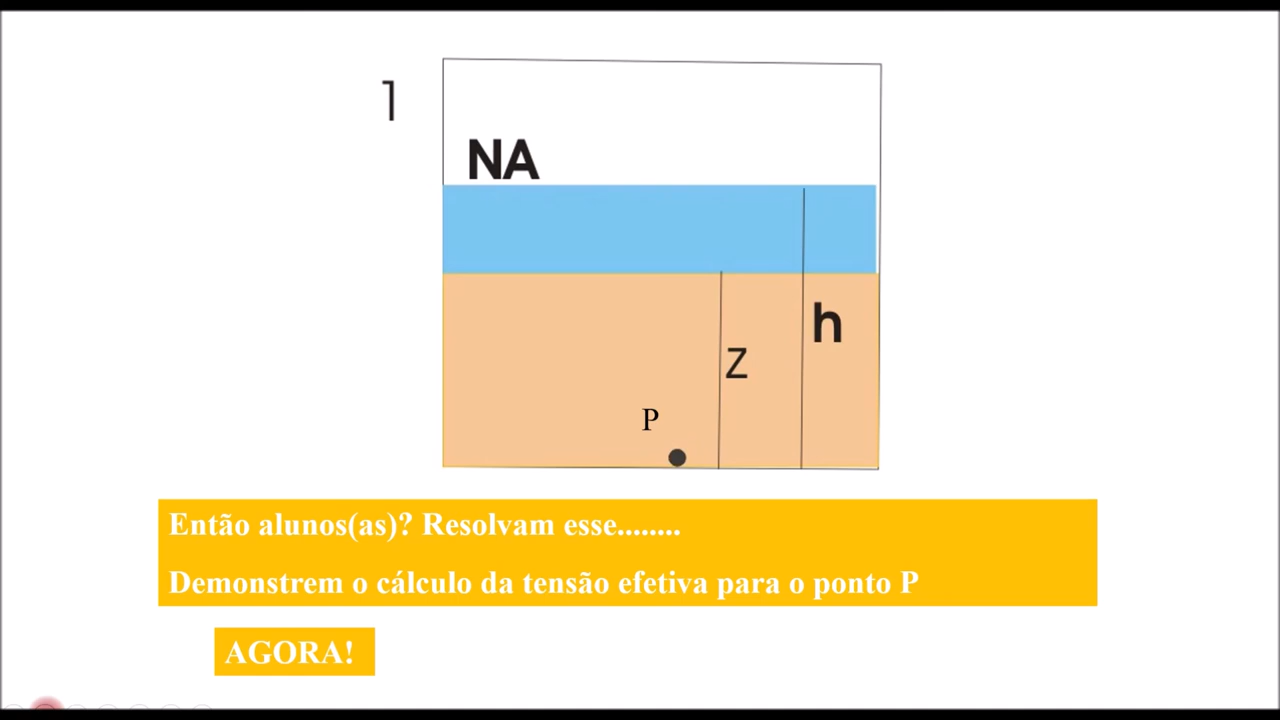 1
NA
h
Z
P
Então alunos(as)? Resolvam esse........
Demonstrem o cálculo da tensão efetiva para o ponto P
AGORA!